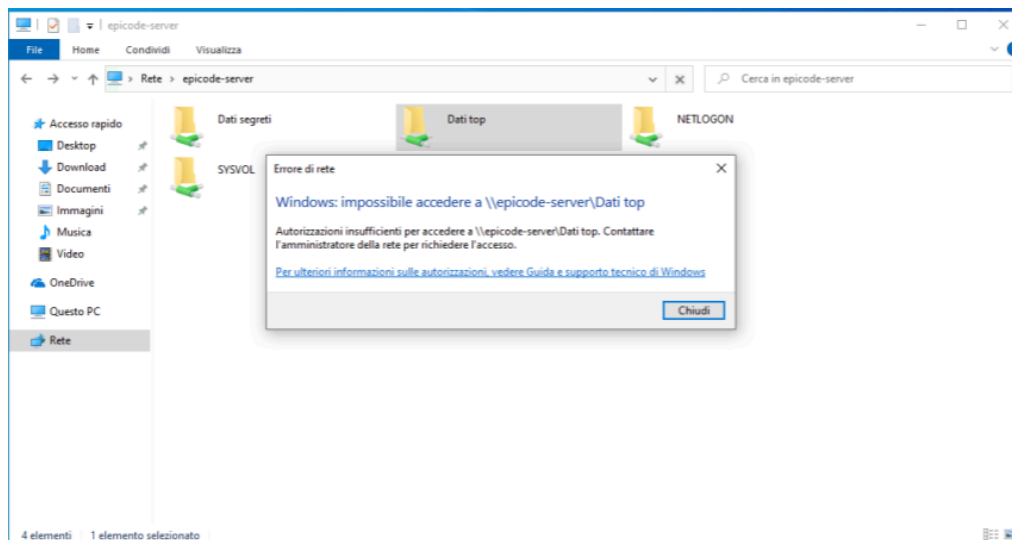 epicode-server
File Home Condividi Visualizza
Rete > epicode-server
Cerca in epicode-server
Accesso rapido
Desktop
Download
Documenti
Immagini
Musica
Video
OneDrive
Questo PC
Rete
Dati segreti
Dati top
NETLOGON
SYSVOL
Errore di rete
Windows: impossibile accedere a \\epicode-server\Dati top
Autorizzazioni insufficienti per accedere a \\epicode-server\Dati top. Contattare
l'amministratore della rete per richiedere l'accesso.
Per ulteriori informazioni sulle autorizzazioni, vedere Guida e supporto tecnico di Windows
Chiudi
4 elementi 1 elemento selezionato